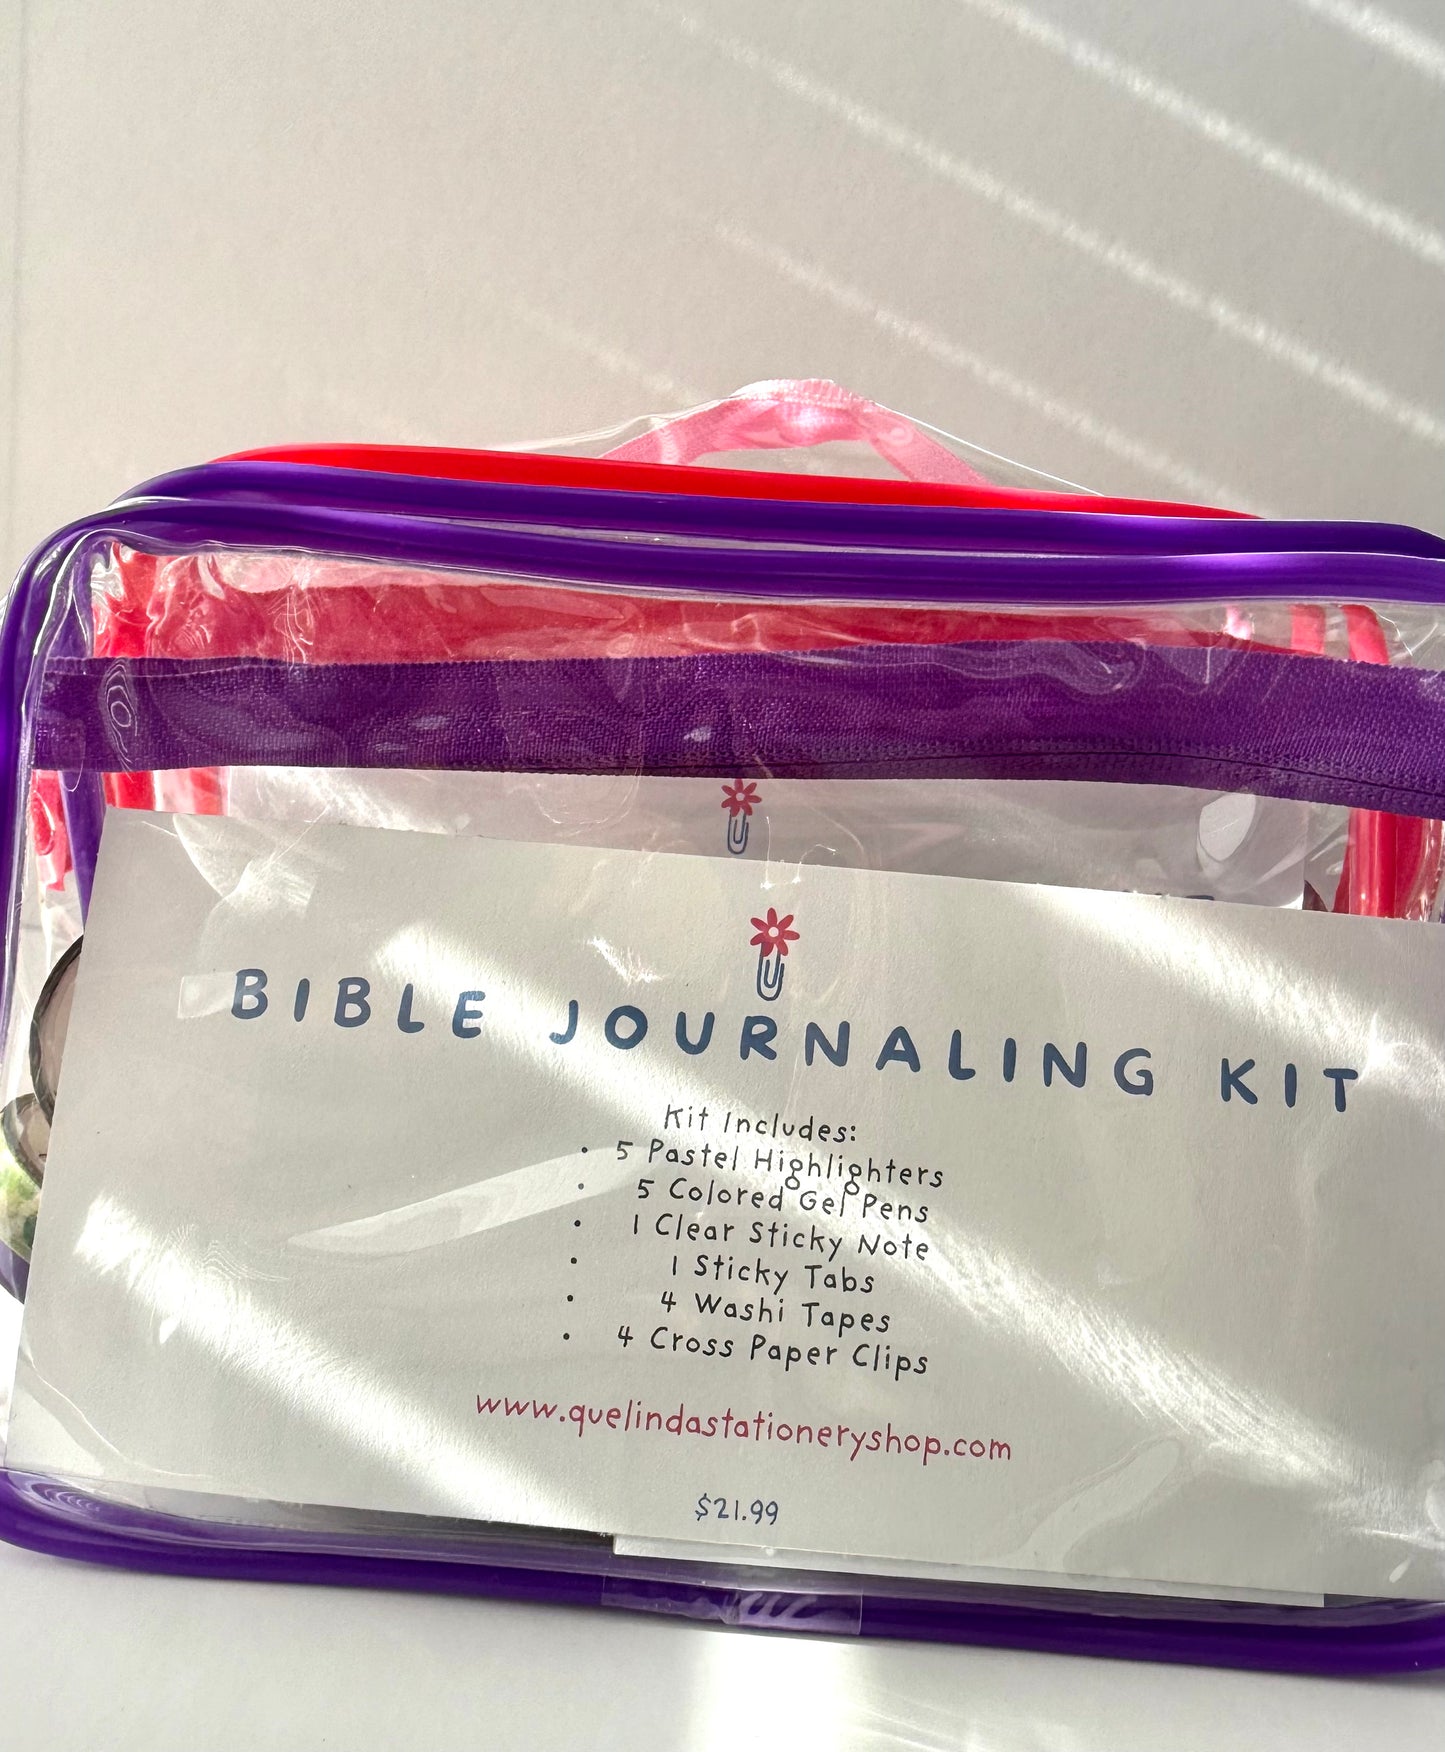 BIBLE JOURNALING KIT
Kit Includes:
• 5 Pastel Highlighters
• 5 Colored Gel Pens
• 1 Clear Sticky Note
• 1 Sticky Tabs
• 4 Washi Tapes
• 4 Cross Paper Clips
www.quelindastationeryshop.com
$21.99